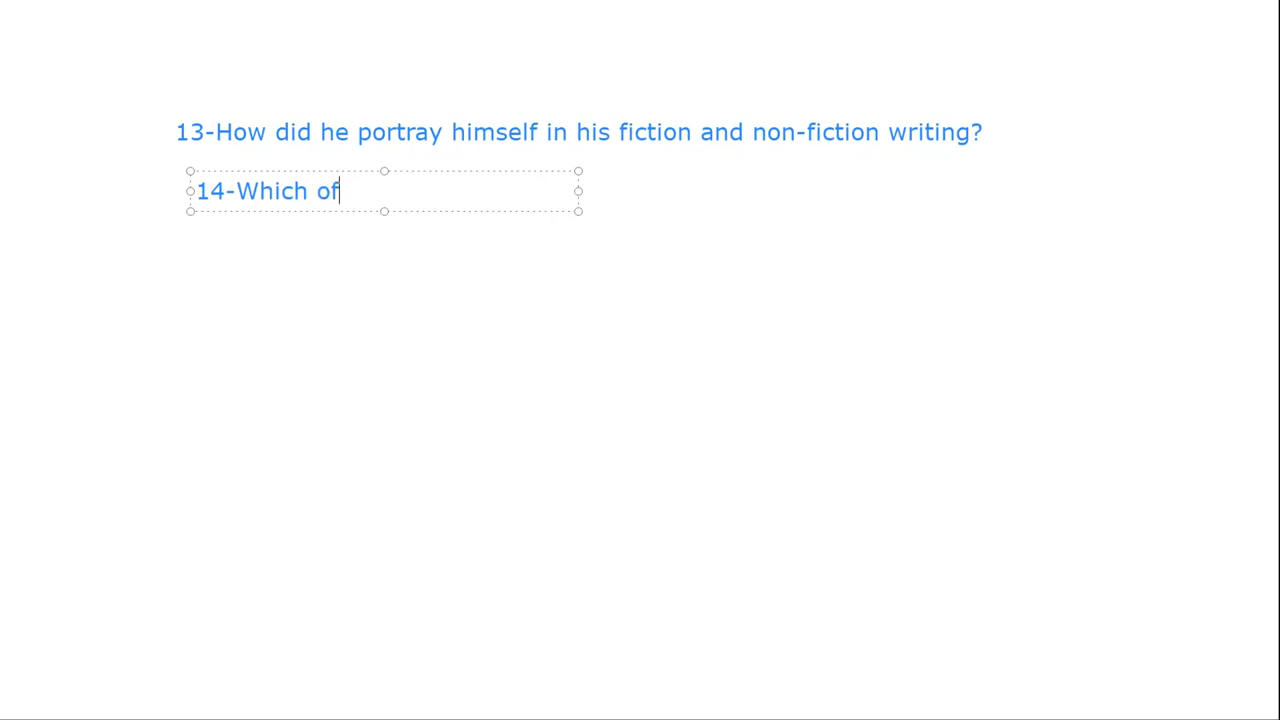 13-How did he portray himself in his fiction and non-fiction writing?
14-Which of